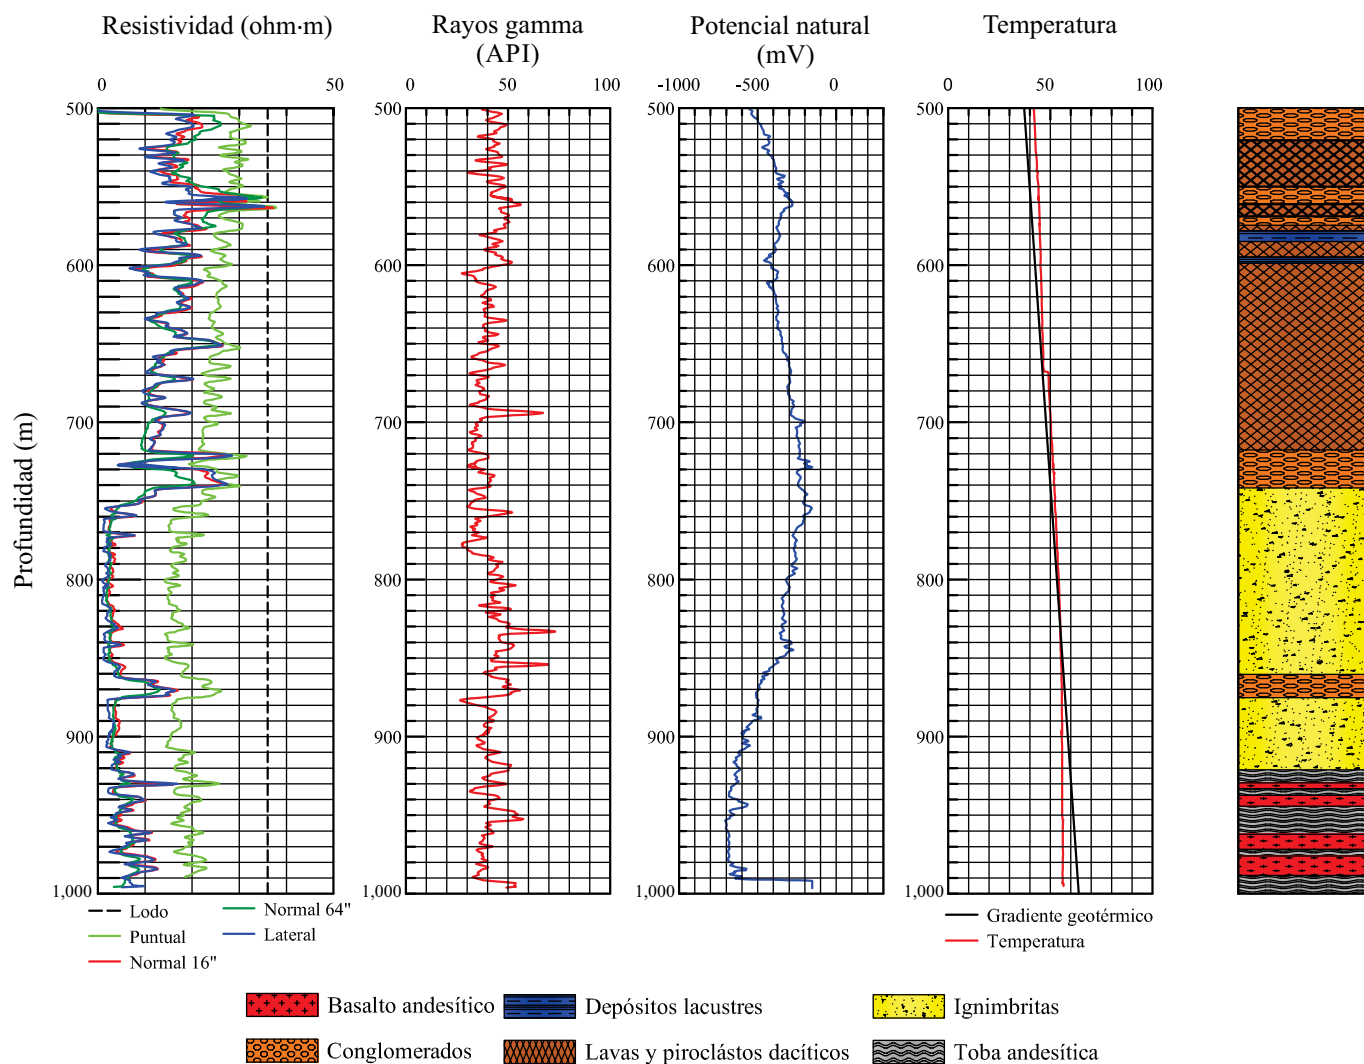 Resistividad (ohm·m)
Rayos gamma
(API)
Potencial natural
(mV)
Temperatura
0 50
0 50 100
-1000 -500 0
0 50 100
500 400 500 500
600 600 600 600
700 700 700 700
800 800 800 800
900 900 900 900
1,000 1,000 1,000 1,000
Profundidad (m)
Lodo
Normal 64"
Puntual
Lateral
Normal 16"
Gradiente geotérmico
Temperatura
Basalto andesítico
Depósitos lacustres
Ignimbritas
Conglomerados
Lavas y piroclástos dacíticos
Toba andesítica